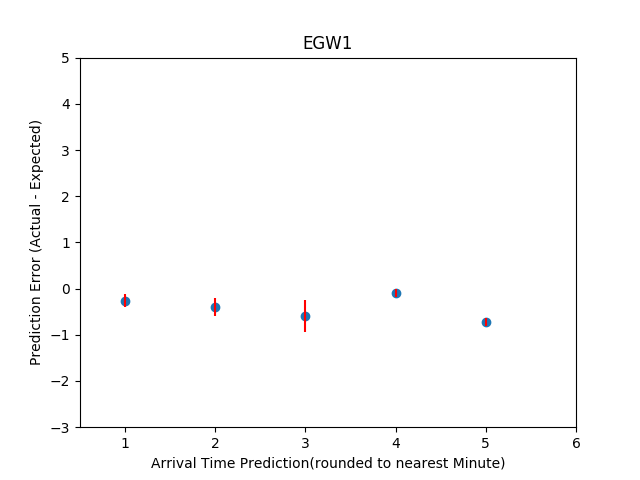 EGW1
Prediction Error (Actual - Expected)
5
4
3
2
1
0
−1
−2
−3
1 2 3 4 5 6
Arrival Time Prediction(rounded to nearest Minute)